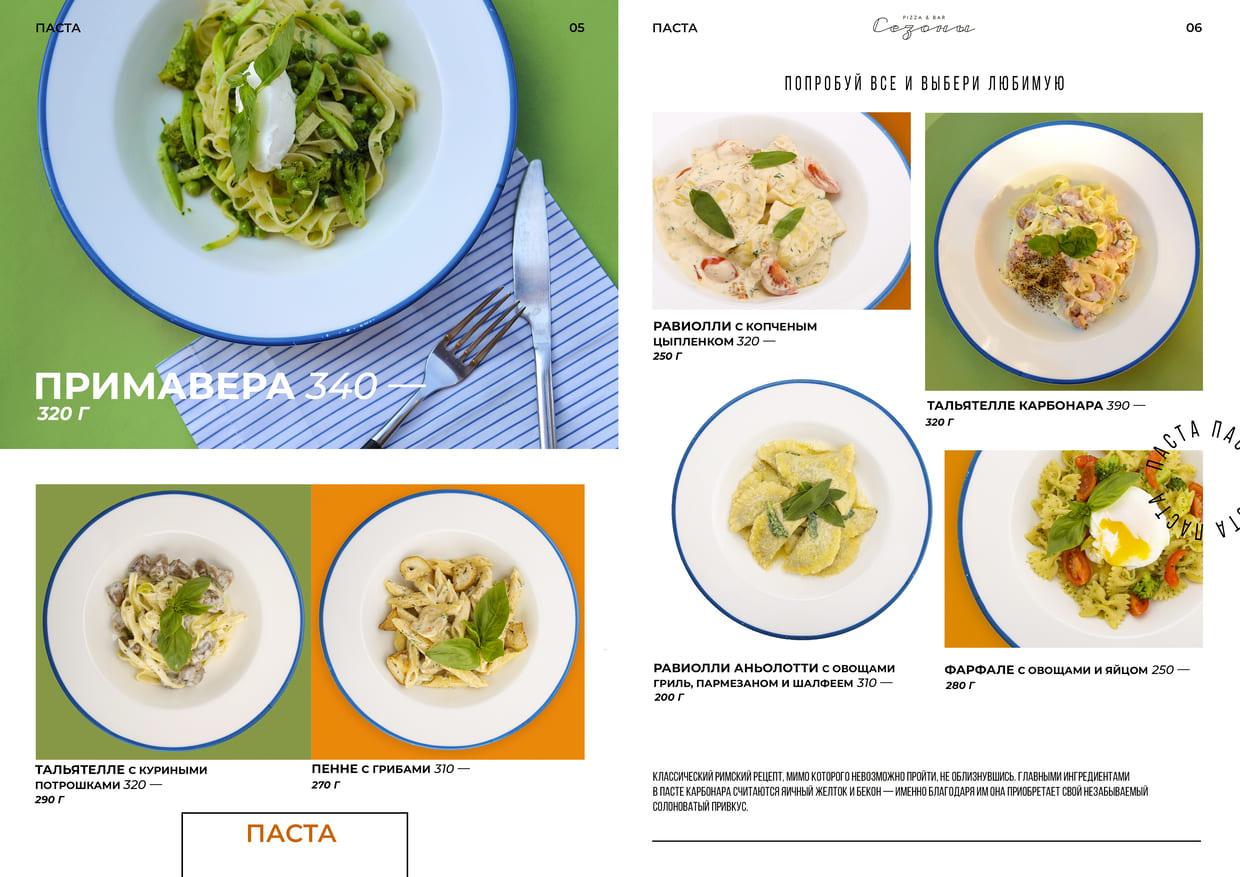 ПАСТА
05
ПРИМАВЕРА 340 —
320 Г
ТАЛЬЯТЕЛЛЕ С КУРИНЫМИ
ПОТРОШКАМИ 320 —
290 Г
ПЕННЕ С ГРИБАМИ 310 —
270 Г
ПАСТА
ПАСТА
PIZZA & BAR
Сезоны
06
ПОПРОБУЙ ВСЕ И ВЫБЕРИ ЛЮБИМУЮ
РАВИОЛЛИ С КОПЧЕНЫМ
ЦЫПЛЕНКОМ 320 —
250 Г
ТАЛЬЯТЕЛЛЕ КАРБОНАРА 390 —
320 Г
ПАСТА ПАС
СТА ПАСТА
РАВИОЛЛИ АНЬОЛОТТИ С ОВОЩАМИ
ГРИЛЬ, ПАРМЕЗАНОМ И ШАЛФЕЕМ 310 —
200 Г
ФАРФАЛЕ С ОВОЩАМИ И ЯЙЦОМ 250 —
280 Г
КЛАССИЧЕСКИЙ РИМСКИЙ РЕЦЕПТ, МИМО КОТОРОГО НЕВОЗМОЖНО ПРОЙТИ, НЕ ОБЛИЗНУВШИСЬ. ГЛАВНЫМИ ИНГРЕДИЕНТАМИ
В ПАСТЕ КАРБОНАРА СЧИТАЮТСЯ ЯИЧНЫЙ ЖЕЛТОК И БЕКОН — ИМЕННО БЛАГОДАРЯ ИМ ОНА ПРИОБРЕТАЕТ СВОЙ НЕЗАБЫВАЕМЫЙ
СОЛОНОВАТЫЙ ПРИВКУС.